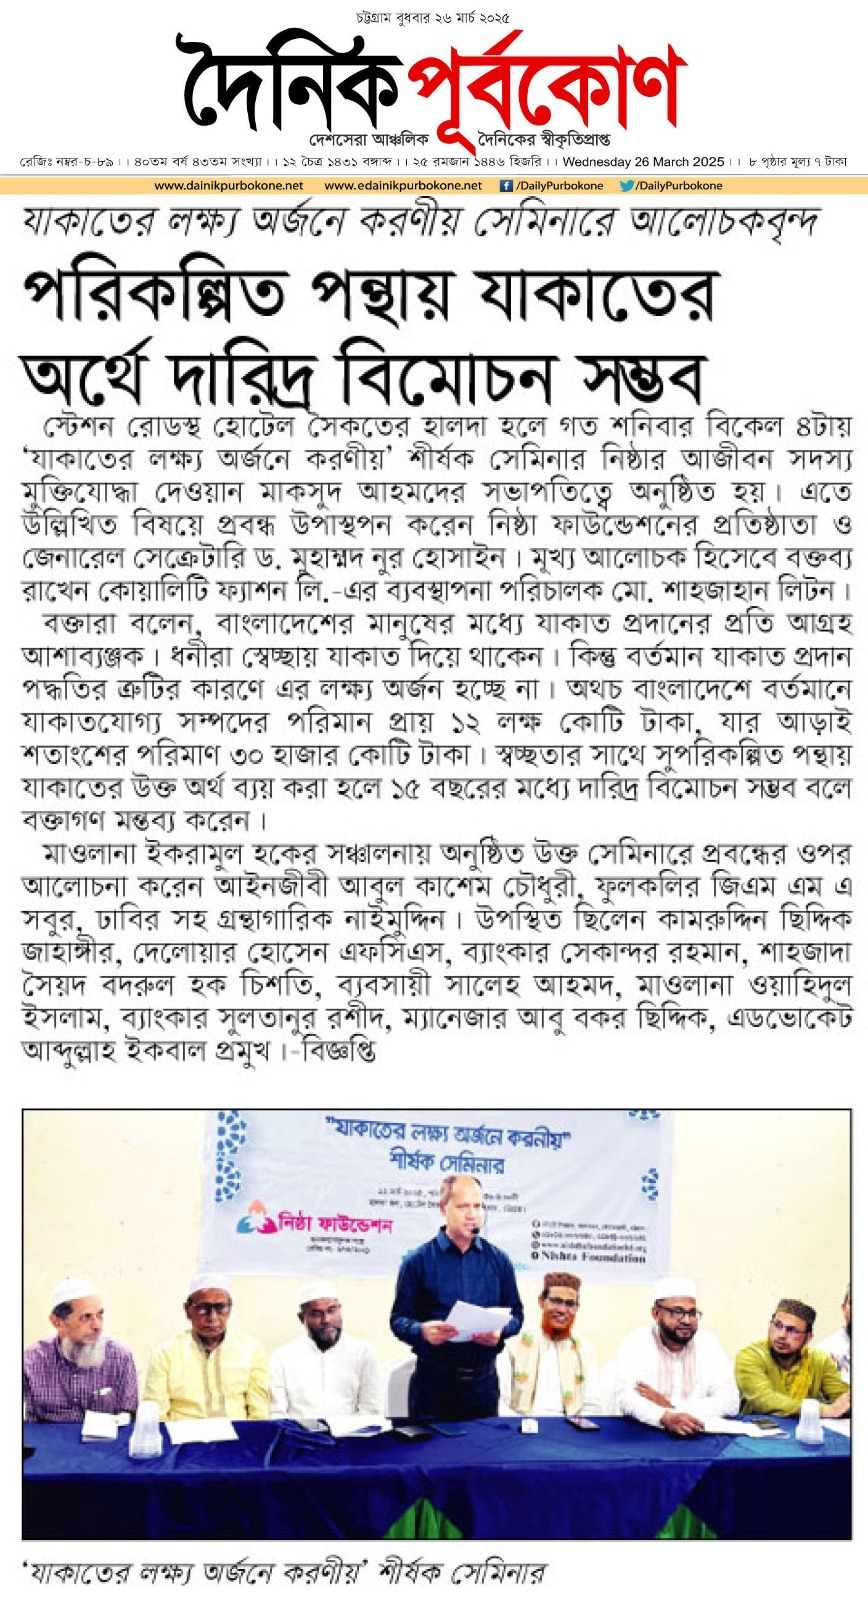 চট্টগ্রাম বুধবার ২৬ মার্চ ২০২৫
দৈনিক পূর্বকোণ
দেশসেরা আঞ্চলিক দৈনিকের স্বীকৃতিপ্রাপ্ত
রেজিঃ নম্বর-চ-৮৯ ।। ৪০তম বর্ষ ৪৩তম সংখ্যা ।। ১২ চৈত্র ১৪৩১ বঙ্গাব্দ ।। ২৫ রমজান ১৪৪৬ হিজরি ।। Wednesday 26 March 2025 ।। ৮ পৃষ্ঠার মূল্য ৭ টাকা
www.dainikpurbokone.net www.edainikpurbokone.net /DailyPurbokone /DailyPurbokone
যাকাতের লক্ষ্য অর্জনে করণীয় সেমিনারে আলোচকবৃন্দ
পরিকল্পিত পন্থায় যাকাতের
অর্থে দারিদ্র বিমোচন সম্ভব
স্টেশন রোডস্থ হোটেল সৈকতের হালদা হলে গত শনিবার বিকেল ৪টায়
‘যাকাতের লক্ষ্য অর্জনে করণীয়’ শীর্ষক সেমিনার নিষ্ঠার আজীবন সদস্য
মুক্তিযোদ্ধা দেওয়ান মাকসুদ আহমদের সভাপতিত্বে অনুষ্ঠিত হয়। এতে
উল্লিখিত বিষয়ে প্রবন্ধ উপাস্থপন করেন নিষ্ঠা ফাউন্ডেশনের প্রতিষ্ঠাতা ও
জেনারেল সেক্রেটারি ড. মুহাম্মদ নুর হোসাইন। মুখ্য আলোচক হিসেবে বক্তব্য
রাখেন কোয়ালিটি ফ্যাশন লি.-এর ব্যবস্থাপনা পরিচালক মো. শাহজাহান লিটন।
বক্তারা বলেন, বাংলাদেশের মানুষের মধ্যে যাকাত প্রদানের প্রতি আগ্রহ
আশাব্যঞ্জক। ধনীরা স্বেচ্ছায় যাকাত দিয়ে থাকেন। কিন্তু বর্তমান যাকাত প্রদান
পদ্ধতির ত্রুটির কারণে এর লক্ষ্য অর্জন হচ্ছে না। অথচ বাংলাদেশে বর্তমানে
যাকাতযোগ্য সম্পদের পরিমান প্রায় ১২ লক্ষ কোটি টাকা, যার আড়াই
শতাংশের পরিমাণ ৩০ হাজার কোটি টাকা। স্বচ্ছতার সাথে সুপরিকল্পিত পন্থায়
যাকাতের উক্ত অর্থ ব্যয় করা হলে ১৫ বছরের মধ্যে দারিদ্র বিমোচন সম্ভব বলে
বক্তাগণ মন্তব্য করেন।
মাওলানা ইকরামুল হকের সঞ্চালনায় অনুষ্ঠিত উক্ত সেমিনারে প্রবন্ধের ওপর
আলোচনা করেন আইনজীবী আবুল কাশেম চৌধুরী, ফুলকলির জিএম এম এ
সবুর, ঢাবির সহ গ্রন্থাগারিক নাইমুদ্দিন। উপস্থিত ছিলেন কামরুদ্দিন ছিদ্দিক
জাহাঙ্গীর, দেলোয়ার হোসেন এফসিএস, ব্যাংকার সেকান্দর রহমান, শাহজাদা
সৈয়দ বদরুল হক চিশতি, ব্যবসায়ী সালেহ আহমদ, মাওলানা ওয়াহিদুল
ইসলাম, ব্যাংকার সুলতানুর রশীদ, ম্যানেজার আবু বকর ছিদ্দিক, এডভোকেট
আব্দুল্লাহ ইকবাল প্রমুখ।-বিজ্ঞপ্তি
"যাকাতের লক্ষ্য অর্জনে করনীয়"
শীর্ষক সেমিনার
নিষ্ঠা ফাউন্ডেশন
Nishta Foundation
‘যাকাতের লক্ষ্য অর্জনে করণীয়’ শীর্ষক সেমিনার